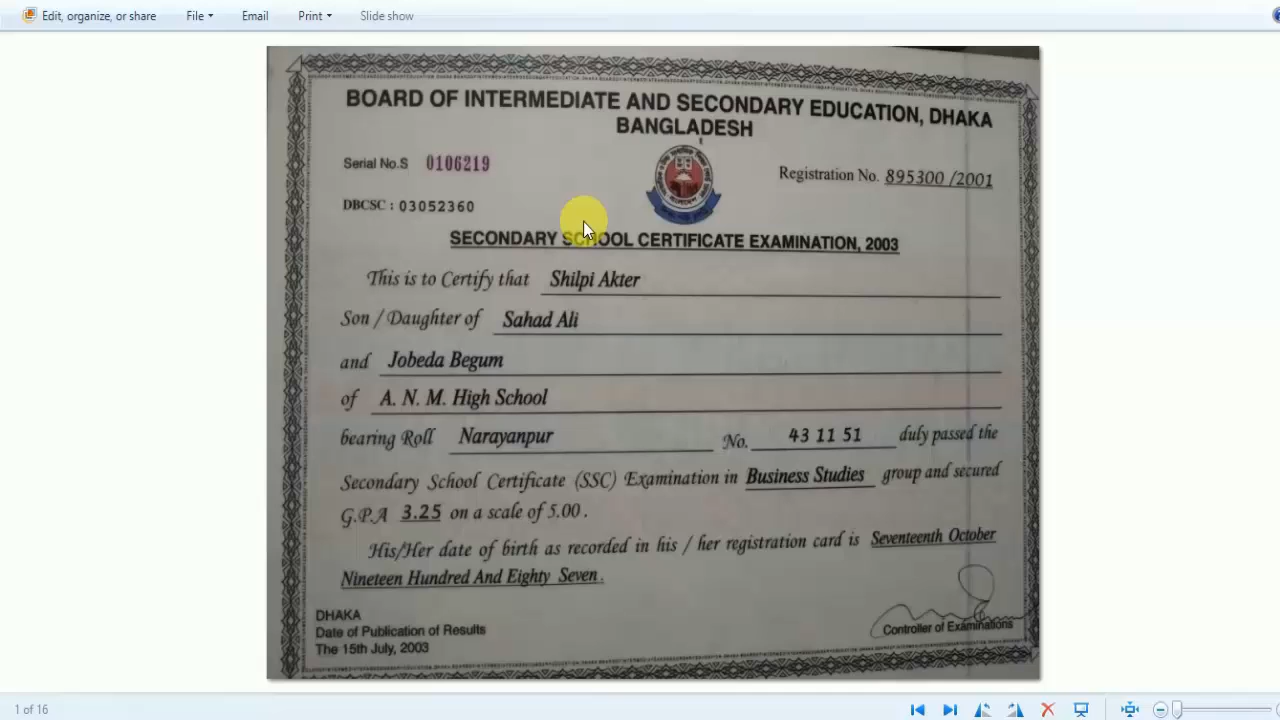 Edit, organize, or share File Email Print Slide show
BOARD OF INTERMEDIATE AND SECONDARY EDUCATION, DHAKA
BANGLADESH
Serial No.S 0106219
Registration No. 895300 /2001
DBCSC : 03052360
SECONDARY SCHOOL CERTIFICATE EXAMINATION, 2003
This is to Certify that Shilpi Akter
Son / Daughter of Sahad Ali
and Jobeda Begum
of A. N. M. High School
bearing Roll Narayanpur No. 43 11 51 duly passed the
Secondary School Certificate (SSC) Examination in Business Studies group and secured
G.P.A 3.25 on a scale of 5.00 .
His/Her date of birth as recorded in his / her registration card is Seventeenth October
Nineteen Hundred And Eighty Seven .
DHAKA
Date of Publication of Results
The 15th July, 2003
Controller of Examinations
1 of 16